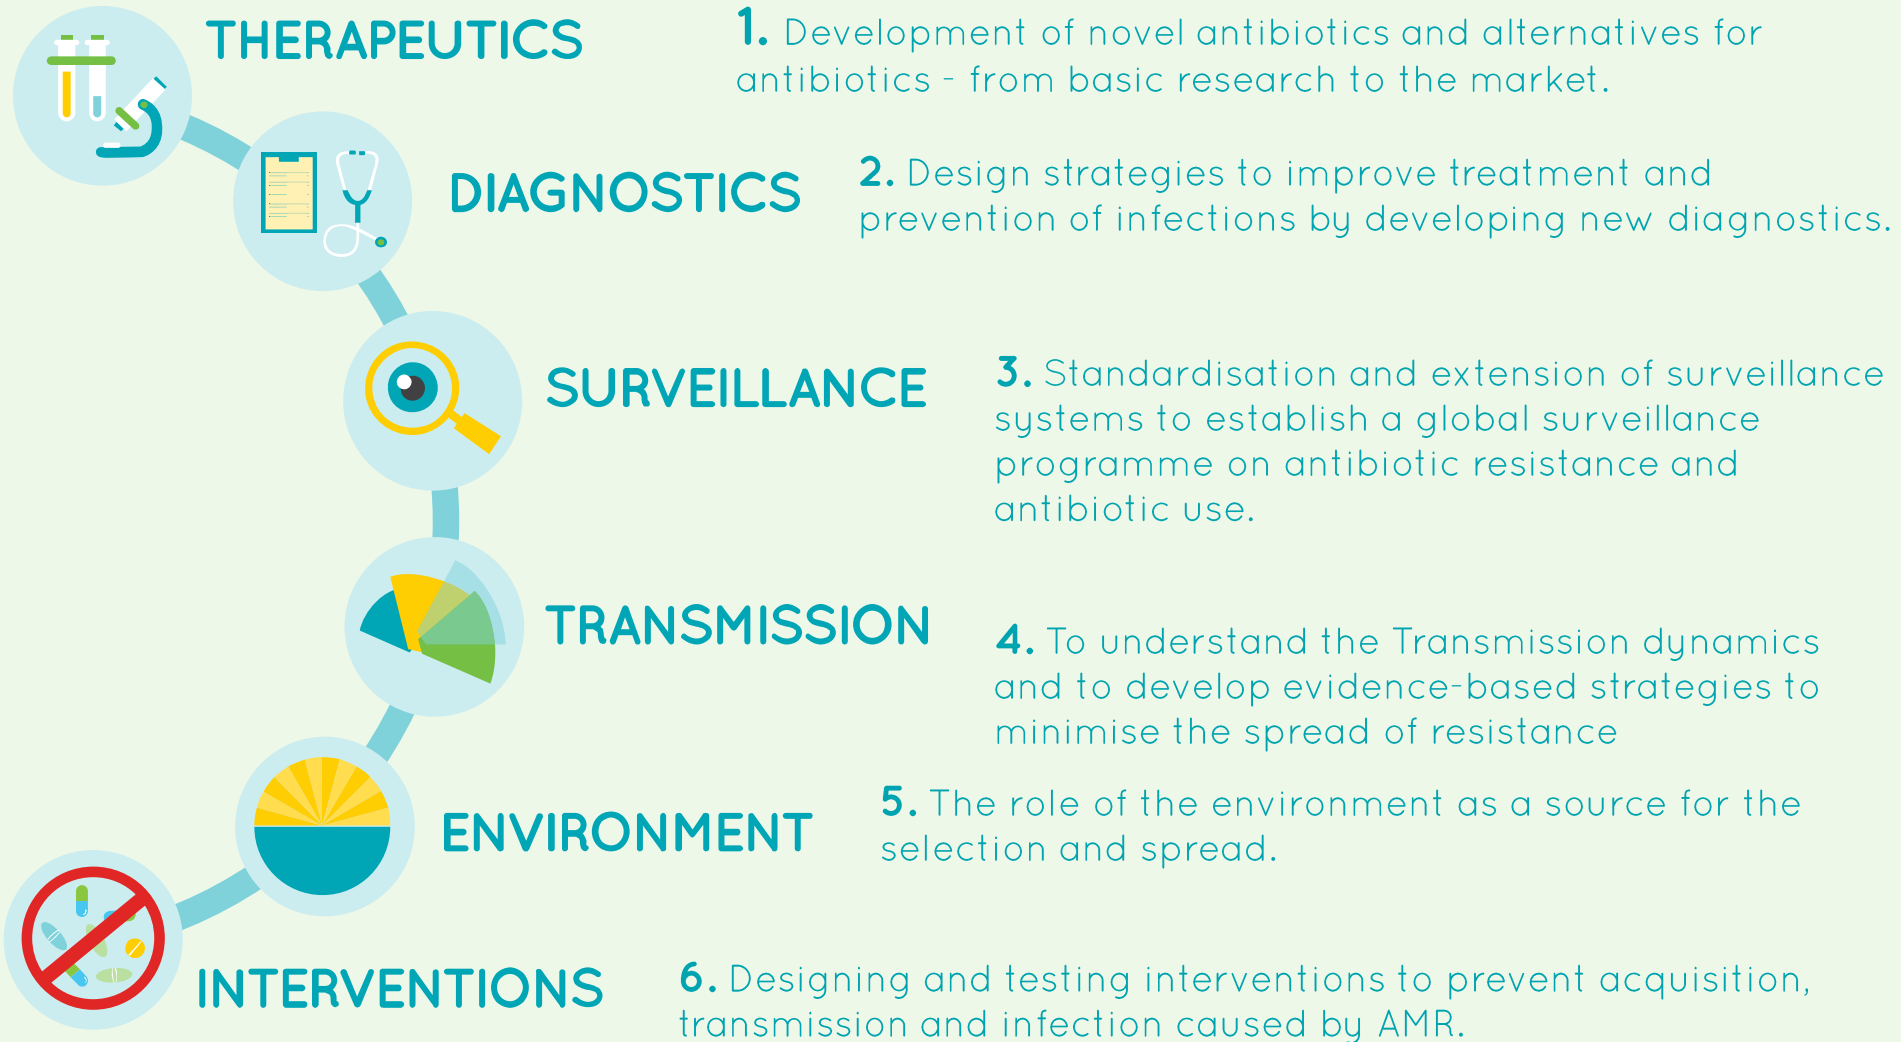 THERAPEUTICS
1. Development of novel antibiotics and alternatives for
antibiotics - from basic research to the market.
DIAGNOSTICS
2. Design strategies to improve treatment and
prevention of infections by developing new diagnostics.
SURVEILLANCE
3. Standardisation and extension of surveillance
systems to establish a global surveillance
programme on antibiotic resistance and
antibiotic use.
TRANSMISSION
4. To understand the Transmission dynamics
and to develop evidence-based strategies to
minimise the spread of resistance
ENVIRONMENT
5. The role of the environment as a source for the
selection and spread.
INTERVENTIONS
6. Designing and testing interventions to prevent acquisition,
transmission and infection caused by AMR.